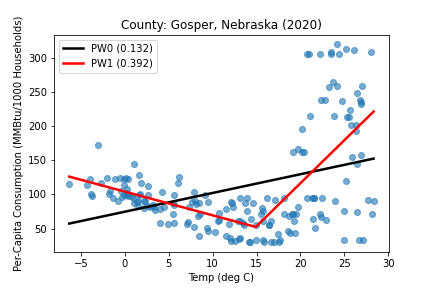 County: Gosper, Nebraska (2020)
PW0 (0.132)
PW1 (0.392)
Per-Capita Consumption (MMBtu/1000 Households)
300
250
200
150
100
50
−5 0 5 10 15 20 25 30
Temp (deg C)